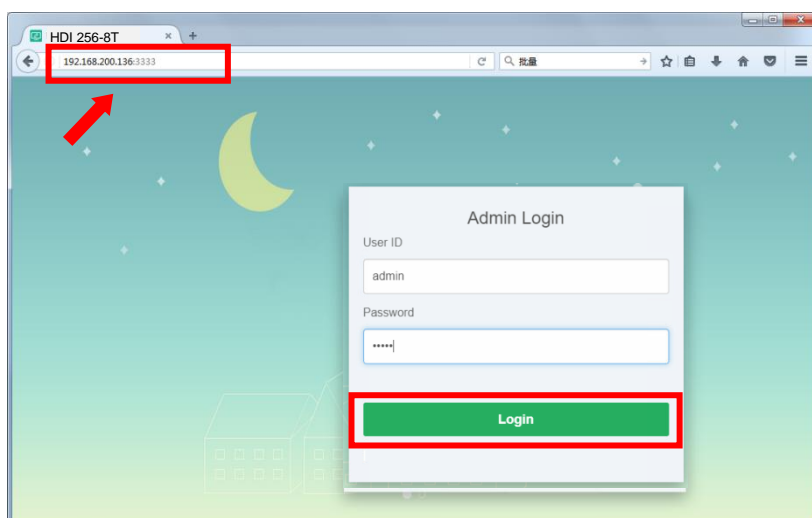 HDI 256-8T
192.168.200.136:3333
批量
Admin Login
User ID
admin
Password
•••••
Login